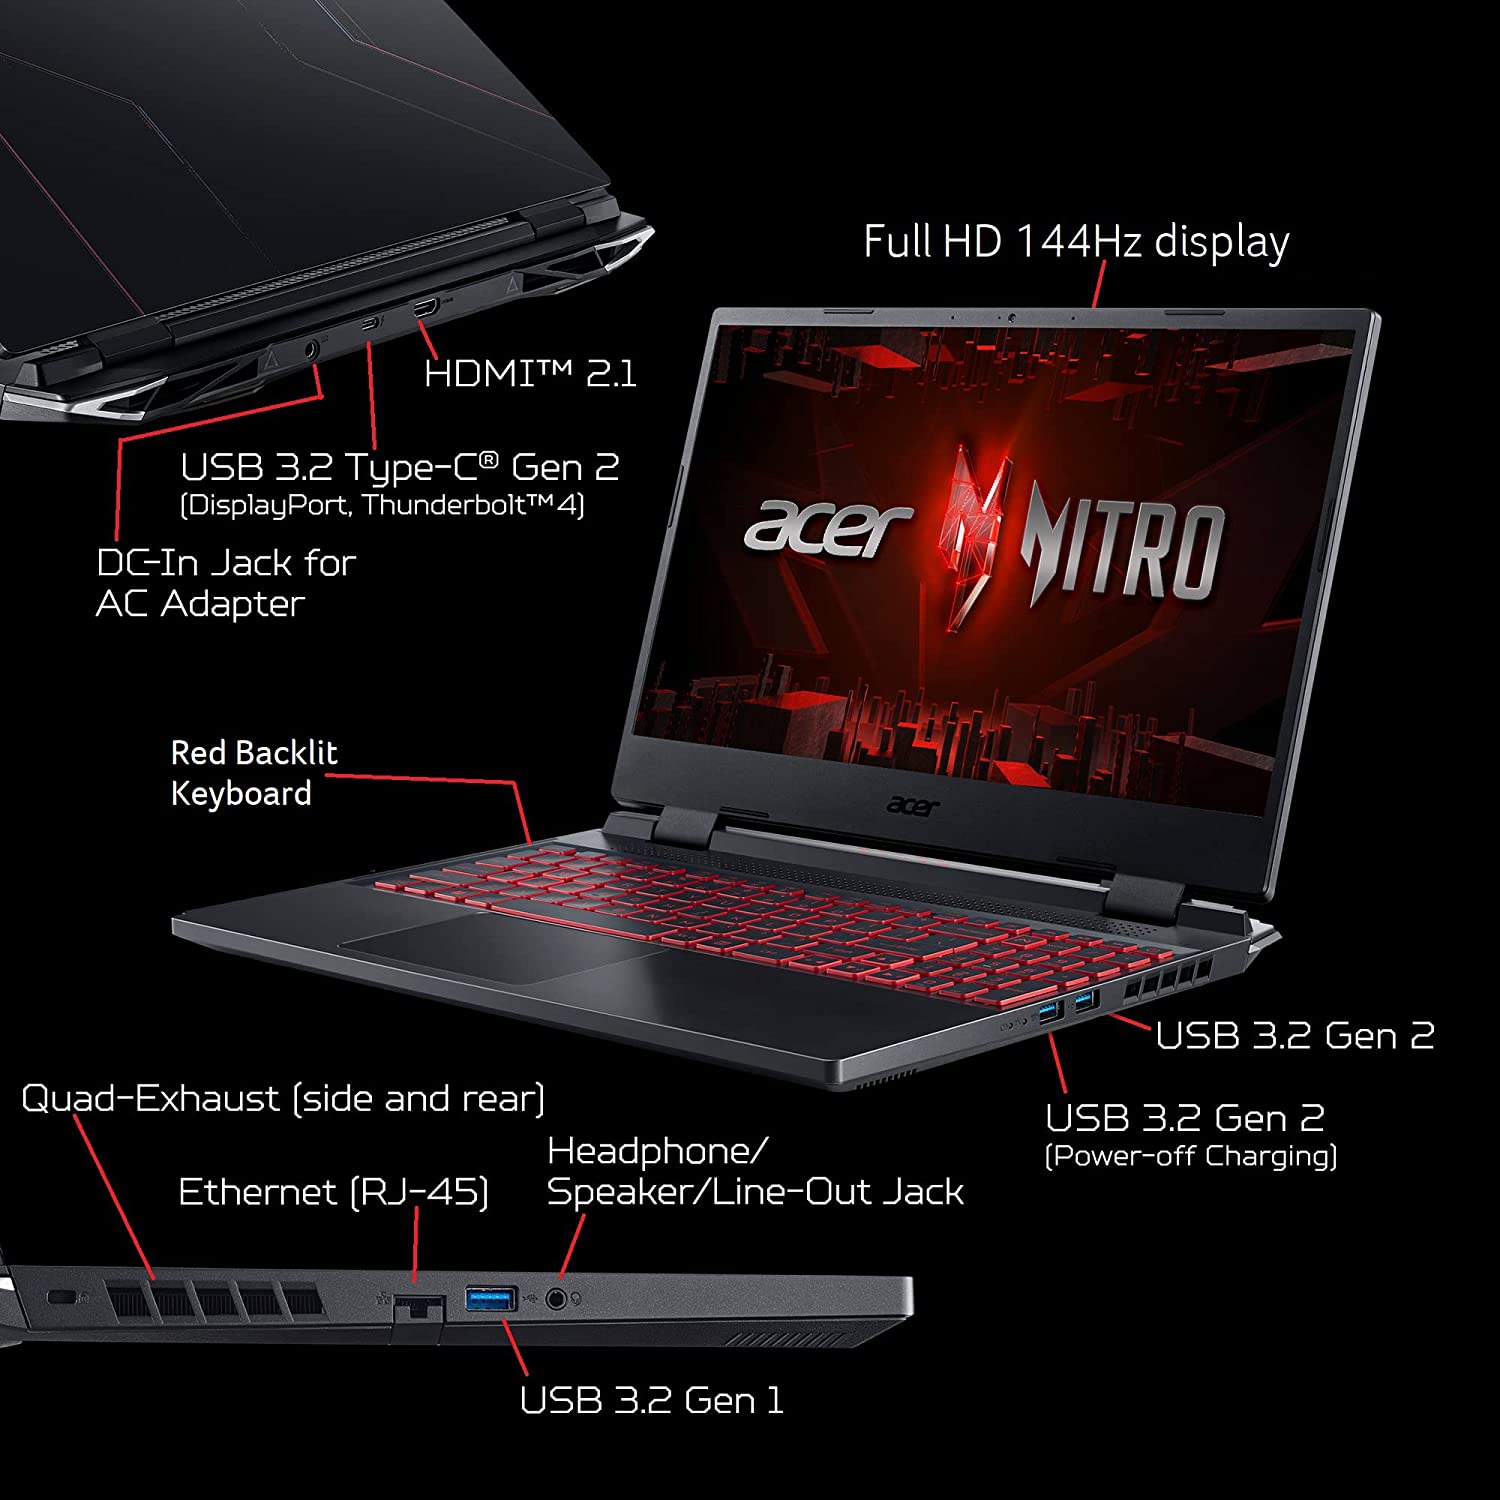 Full HD 144Hz display
HDMI™ 2.1
USB 3.2 Type-C® Gen 2
(DisplayPort, Thunderbolt™4)
DC-In Jack for
AC Adapter
acer NITRO
Red Backlit
Keyboard
acer
USB 3.2 Gen 2
USB 3.2 Gen 2
(Power-off Charging)
Quad-Exhaust (side and rear)
Ethernet (RJ-45)
Headphone/
Speaker/Line-Out Jack
USB 3.2 Gen 1